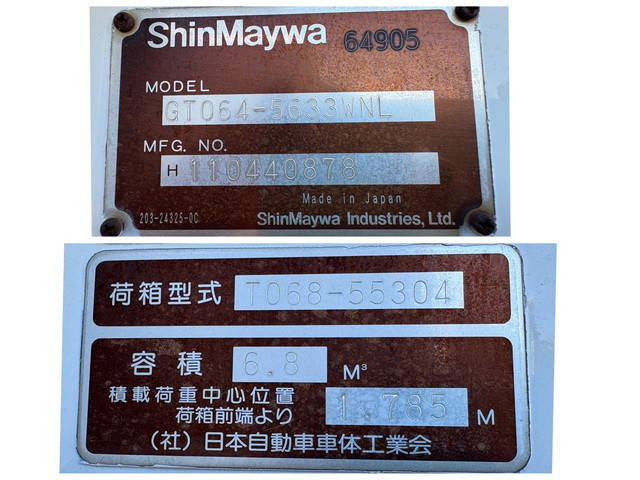 ShinMaywa 64905
MODEL
GT064-5633WNL
MFG. NO.
H 110440878
Made in Japan
203-24325-0C ShinMaywa Industries, Ltd.
荷箱型式 T068-55304
容積 6.8 M³
積載荷重中心位置
荷箱前端より 1.785 M
(社)日本自動車車体工業会